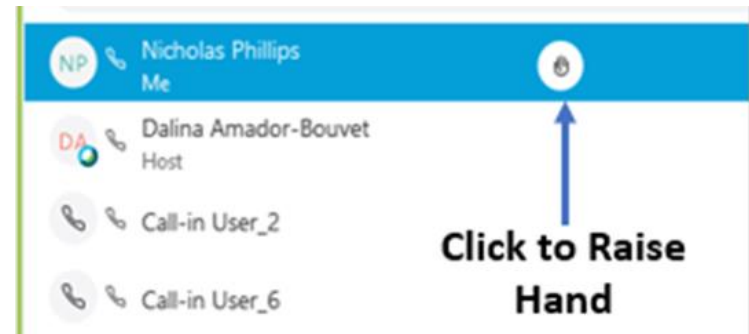 NP Nicholas Phillips
Me
DA Dalina Amador-Bouvet
Host
Call-in User_2
Call-in User_6
Click to Raise
Hand